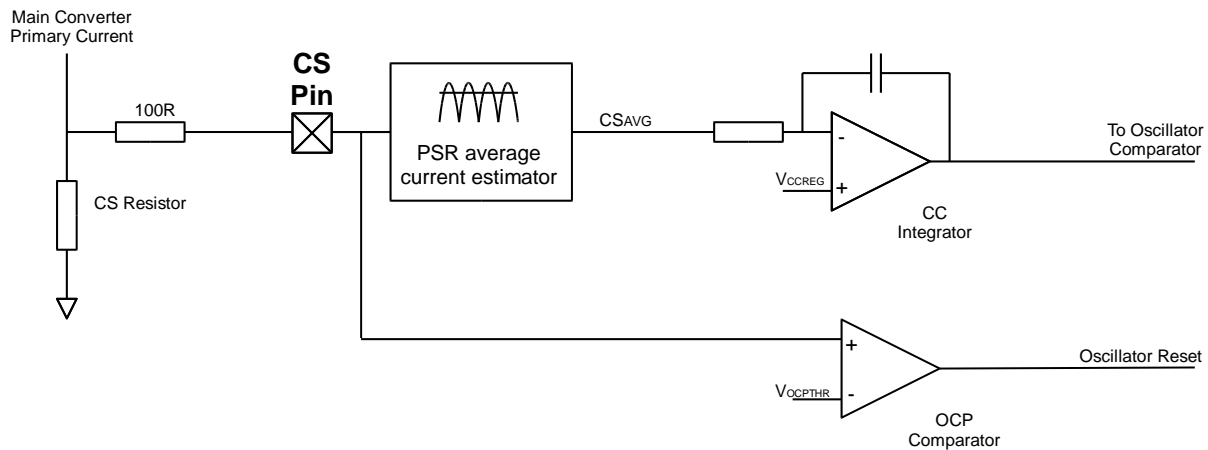 Main Converter
Primary Current
CS
Pin
100R
CS Resistor
PSR average
current estimator
CSAVG
-
VCCREG
+
CC
Integrator
To Oscillator
Comparator
+
VOCPTHR
-
OCP
Comparator
Oscillator Reset